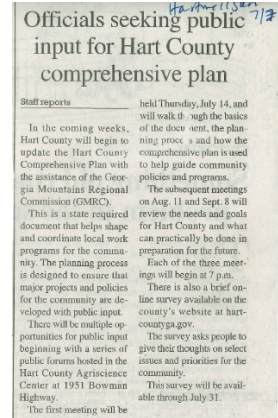 Hartwell Sun
7/7
Officials seeking public
input for Hart County
comprehensive plan
Staff reports
In the coming weeks,
Hart County will begin to
update the Hart County
Comprehensive Plan with
the assistance of the Geor-
gia Mountains Regional
Commission (GMRC).
This is a state required
document that helps shape
and coordinate local work
programs for the commu-
nity. The planning process
is designed to ensure that
major projects and policies
for the community are de-
veloped with public input.
There will be multiple op-
portunities for public input
beginning with a series of
public forums hosted in the
Hart County Agriscience
Center at 1951 Bowman
Highway.
The first meeting will be
held Thursday, July 14, and
will walk th ough the basics
of the docu ent, the plan-
ning proc s and how the
comprehensive plan is used
to help guide community
policies and programs.
The subsequent meetings
on Aug. 11 and Sept. 8 will
review the needs and goals
for Hart County and what
can practically be done in
preparation for the future.
Each of the three meet-
ings will begin at 7 p.m.
There is also a brief on-
line survey available on the
county's website at hart-
countyga.gov.
The survey asks people to
give their thoughts on select
issues and priorities for the
community.
This survey will be avail-
able through July 31.